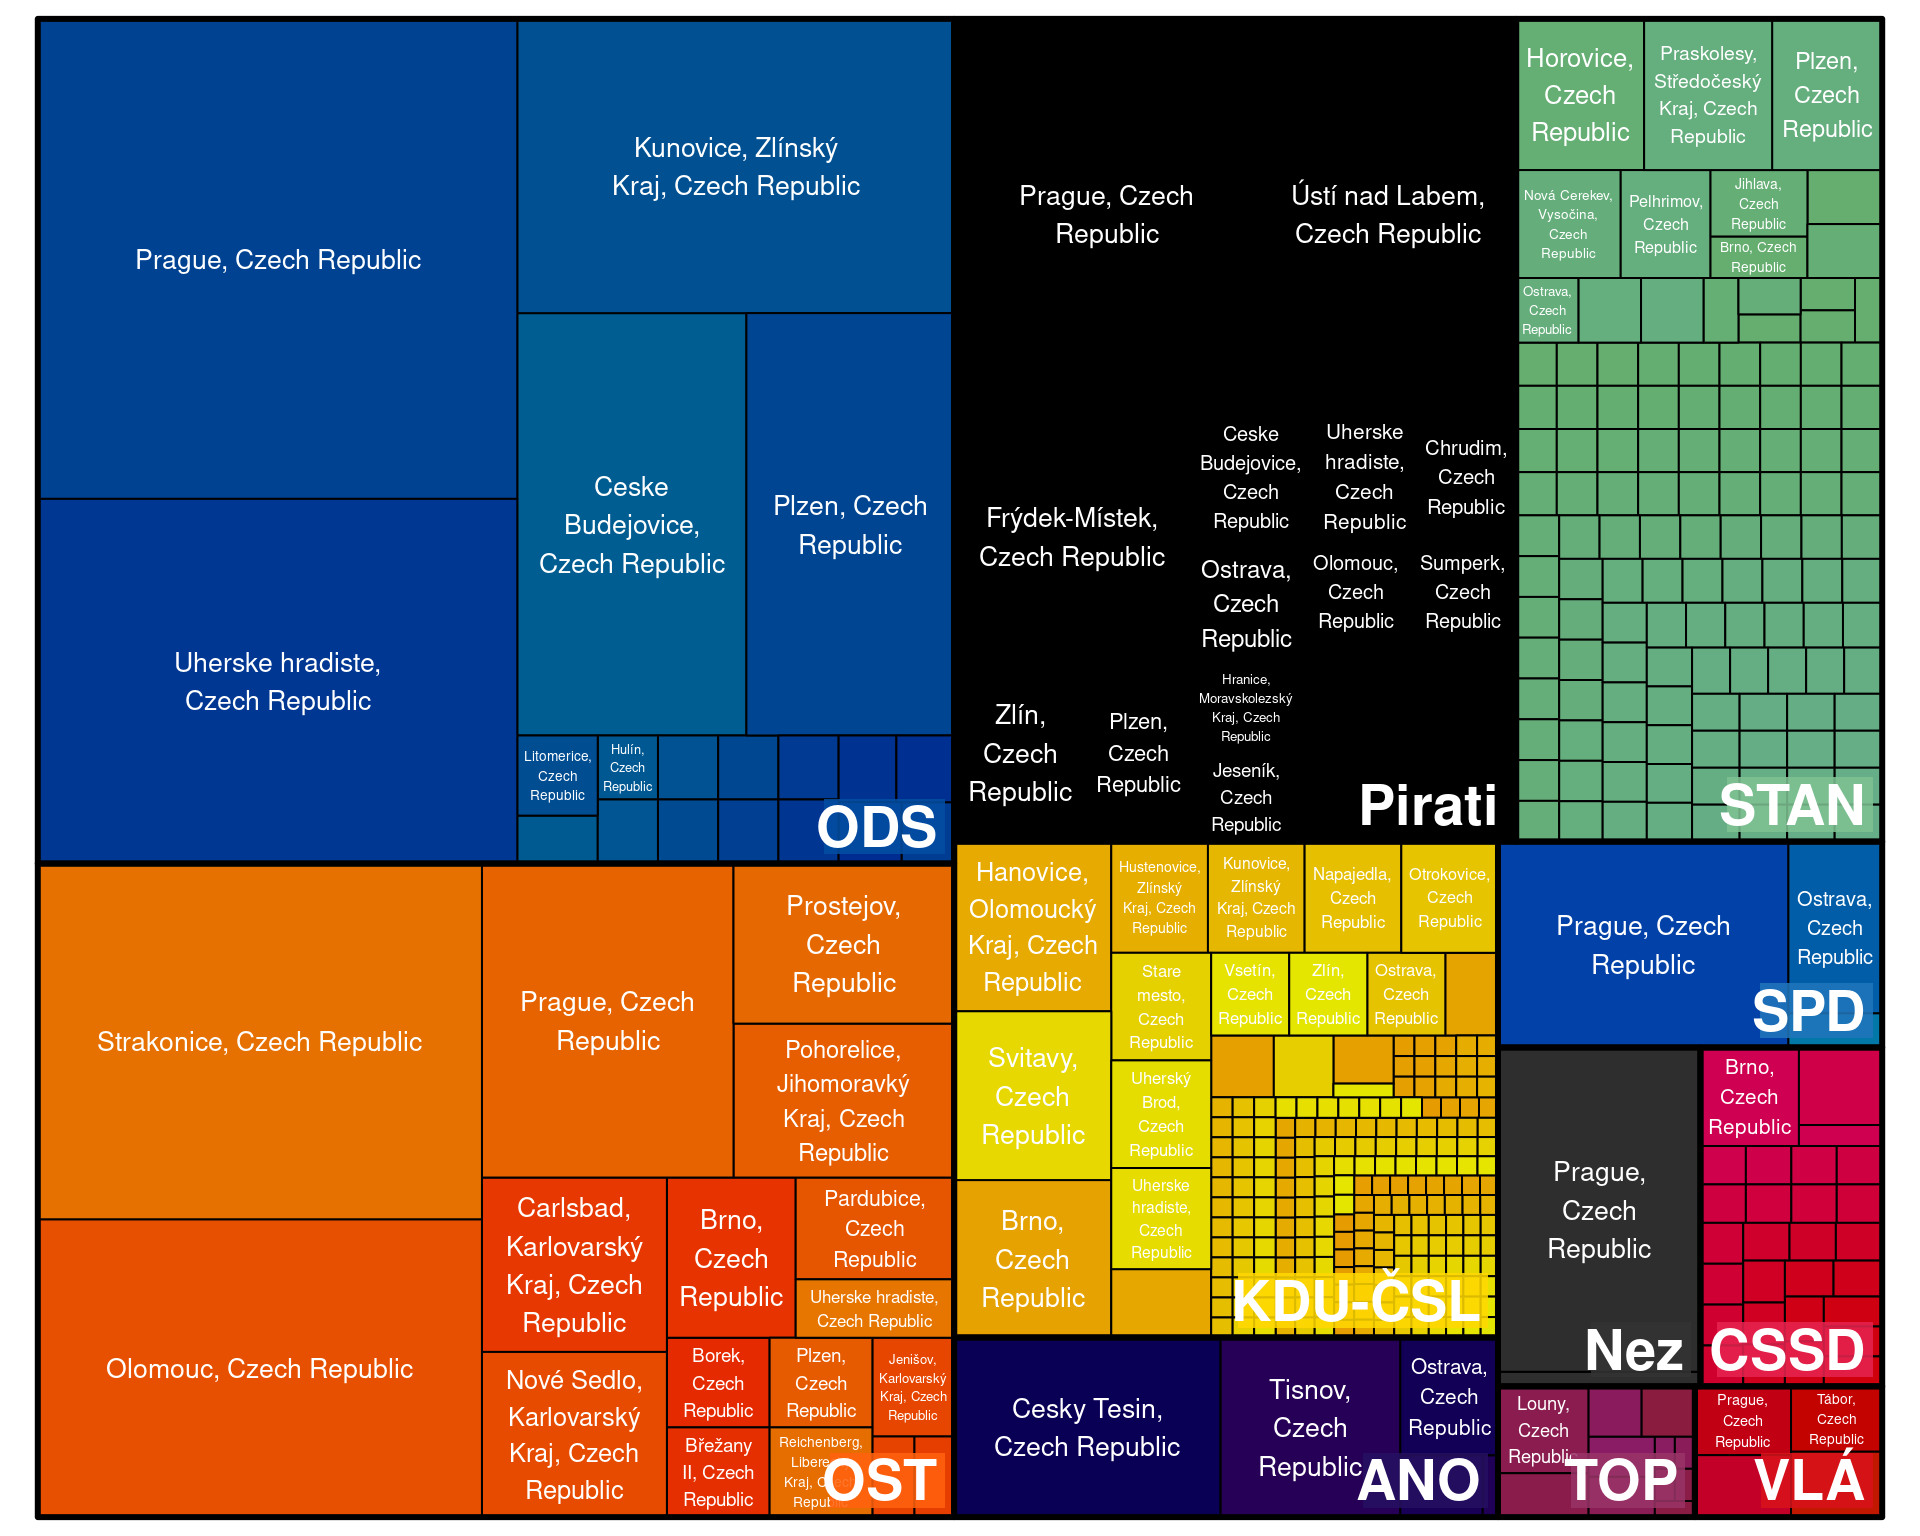 Prague, Czech Republic
Uherske hradiste,
Czech Republic
Kunovice, Zlínský
Kraj, Czech Republic
Ceske
Budejovice,
Czech Republic
Plzen, Czech
Republic
Litomerice,
Czech
Republic
Hulín,
Czech
Republic
ODS
Prague, Czech
Republic
Ústí nad Labem,
Czech Republic
Frýdek-Místek,
Czech Republic
Ceske
Budejovice,
Czech
Republic
Uherske
hradiste,
Czech
Republic
Chrudim,
Czech
Republic
Ostrava,
Czech
Republic
Olomouc,
Czech
Republic
Sumperk,
Czech
Republic
Zlín,
Czech
Republic
Plzen,
Czech
Republic
Hranice,
Moravskolezský
Kraj, Czech
Republic
Jeseník,
Czech
Republic
Pirati
Horovice,
Czech
Republic
Praskolesy,
Středočeský
Kraj, Czech
Republic
Plzen,
Czech
Republic
Nová Cerekev,
Vysočina,
Czech
Republic
Pelhrimov,
Czech
Republic
Jihlava,
Czech
Republic
Brno, Czech
Republic
Ostrava,
Czech
Republic
STAN
Strakonice, Czech Republic
Olomouc, Czech Republic
Prague, Czech
Republic
Prostejov,
Czech
Republic
Pohorelice,
Jihomoravký
Kraj, Czech
Republic
Carlsbad,
Karlovarský
Kraj, Czech
Republic
Nové Sedlo,
Karlovarský
Kraj, Czech
Republic
Brno,
Czech
Republic
Pardubice,
Czech
Republic
Uherske hradiste,
Czech Republic
Borek,
Czech
Republic
Plzen,
Czech
Republic
Jenišov,
Karlovarský
Kraj, Czech
Republic
Břežany
II, Czech
Republic
Reichenberg,
Kraj,
OST
Hanovice,
Olomoucký
Kraj, Czech
Republic
Svitavy,
Czech
Republic
Brno,
Czech
Republic
Hustenovice,
Zlínský
Kraj, Czech
Republic
Kunovice,
Zlínský
Kraj, Czech
Republic
Napajedla,
Czech
Republic
Otrokovice,
Czech
Republic
Stare
mesto,
Czech
Republic
Vsetín,
Czech
Republic
Zlín,
Czech
Republic
Ostrava,
Czech
Republic
Uherský
Brod,
Czech
Republic
Uherske
hradiste,
Czech
Republic
KDU-ČSL
Cesky Tesin,
Czech Republic
Tisnov,
Czech
Republic
Ostrava,
Czech
Republic
ANO
Prague, Czech
Republic
Ostrava,
Czech
Republic
SPD
Prague,
Czech
Republic
Nez
Brno,
Czech
Republic
CSSD
Louny,
Czech
Republic
TOP
Prague,
Czech
Republic
Tábor,
Czech
Republic
VLÁ